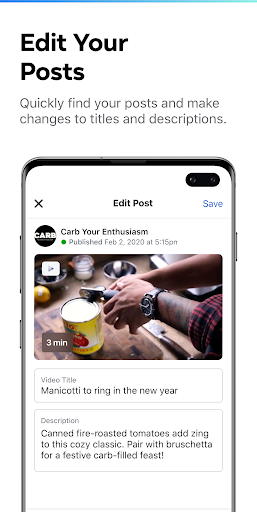 Edit Your
Posts
Quickly find your posts and make
changes to titles and descriptions.
Edit Post
Save
CARB
Carb Your Enthusiasm
Published Feb 2, 2020 at 5:15pm
3 min
Video Title
Manicotti to ring in the new year
Description
Canned fire-roasted tomatoes add zing
to this cozy classic. Pair with bruschetta
for a festive carb-filled feast!